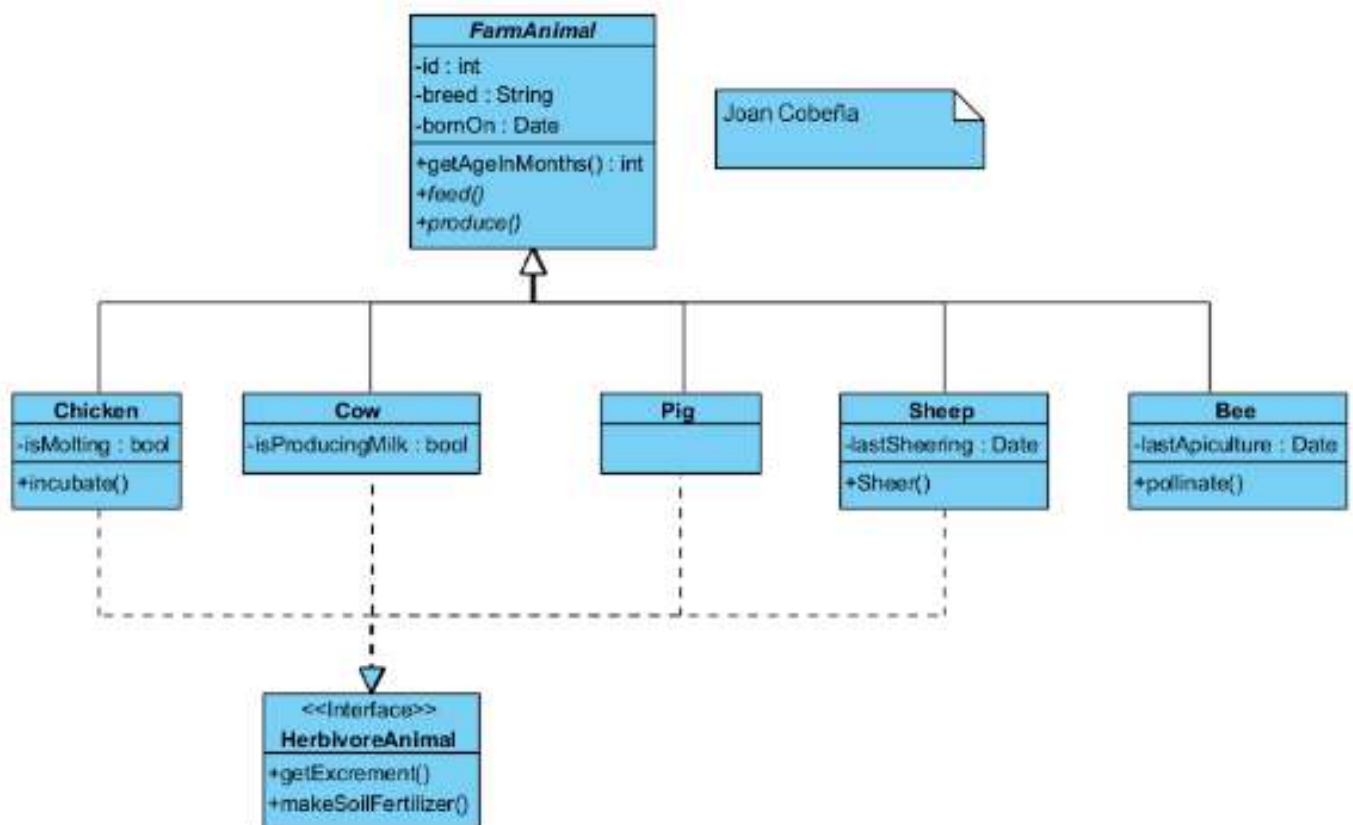 FarmAnimal
-id : int
-breed : String
-bornOn : Date
+getAgeInMonths() : int
+feed()
+produce()
Joan Cobeña
Chicken
-isMolting : bool
+incubate()
Cow
-isProducingMilk : bool
Pig
Sheep
-lastSheering : Date
+Sheer()
Bee
-lastApiculture : Date
+pollinate()
<<Interface>>
HerbivoreAnimal
+getExcrement()
+makeSoilFertilizer()